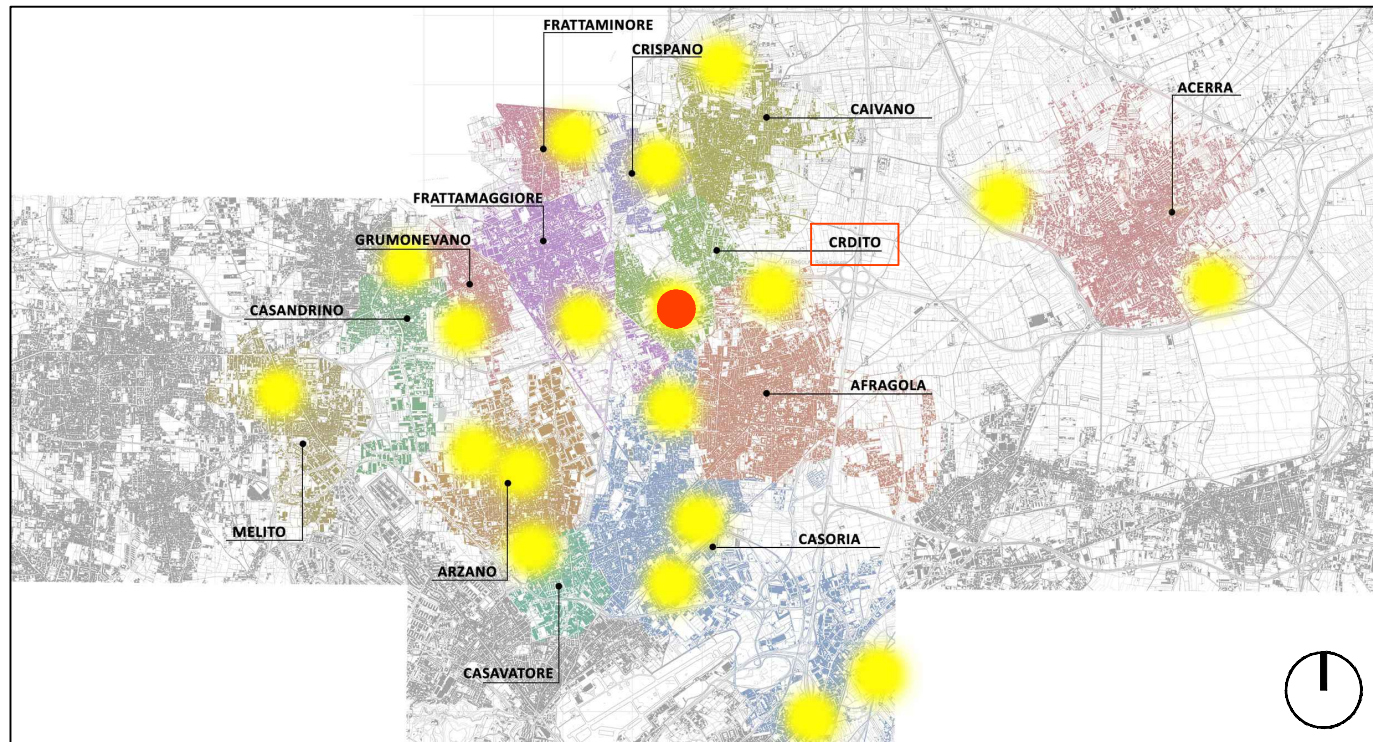 FRATTAMINORE
CRISPANO
ACERRA
CAIVANO
FRATTAMAGGIORE
GRUMONEVANO
CRDITO
CASANDRINO
AFRAGOLA
MELITO
CASORIA
ARZANO
CASAVATORE